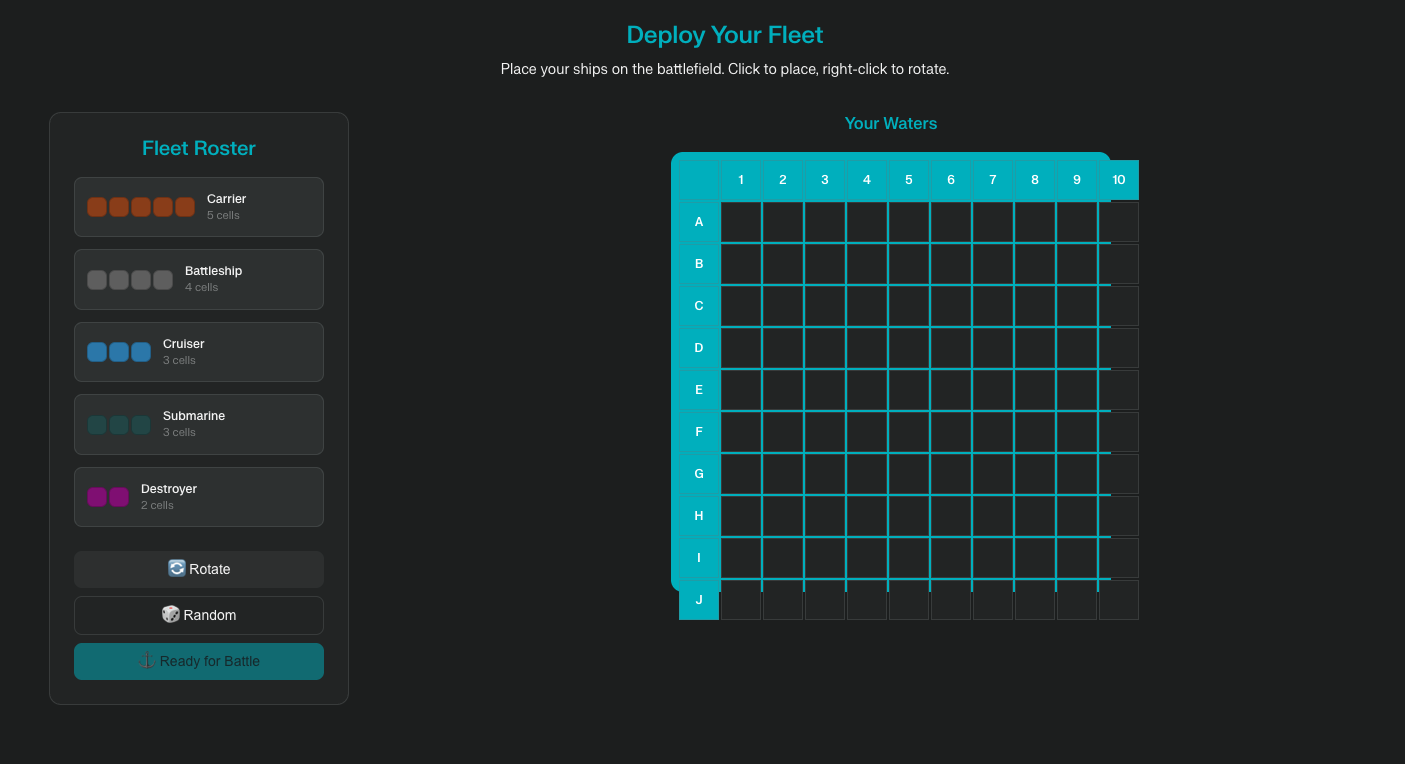 Deploy Your Fleet
Place your ships on the battlefield. Click to place, right-click to rotate.
Fleet Roster
Carrier
5 cells
Battleship
4 cells
Cruiser
3 cells
Submarine
3 cells
Destroyer
2 cells
🔄 Rotate
🎲 Random
⚓ Ready for Battle
Your Waters
1 2 3 4 5 6 7 8 9 10
A
B
C
D
E
F
G
H
I
J